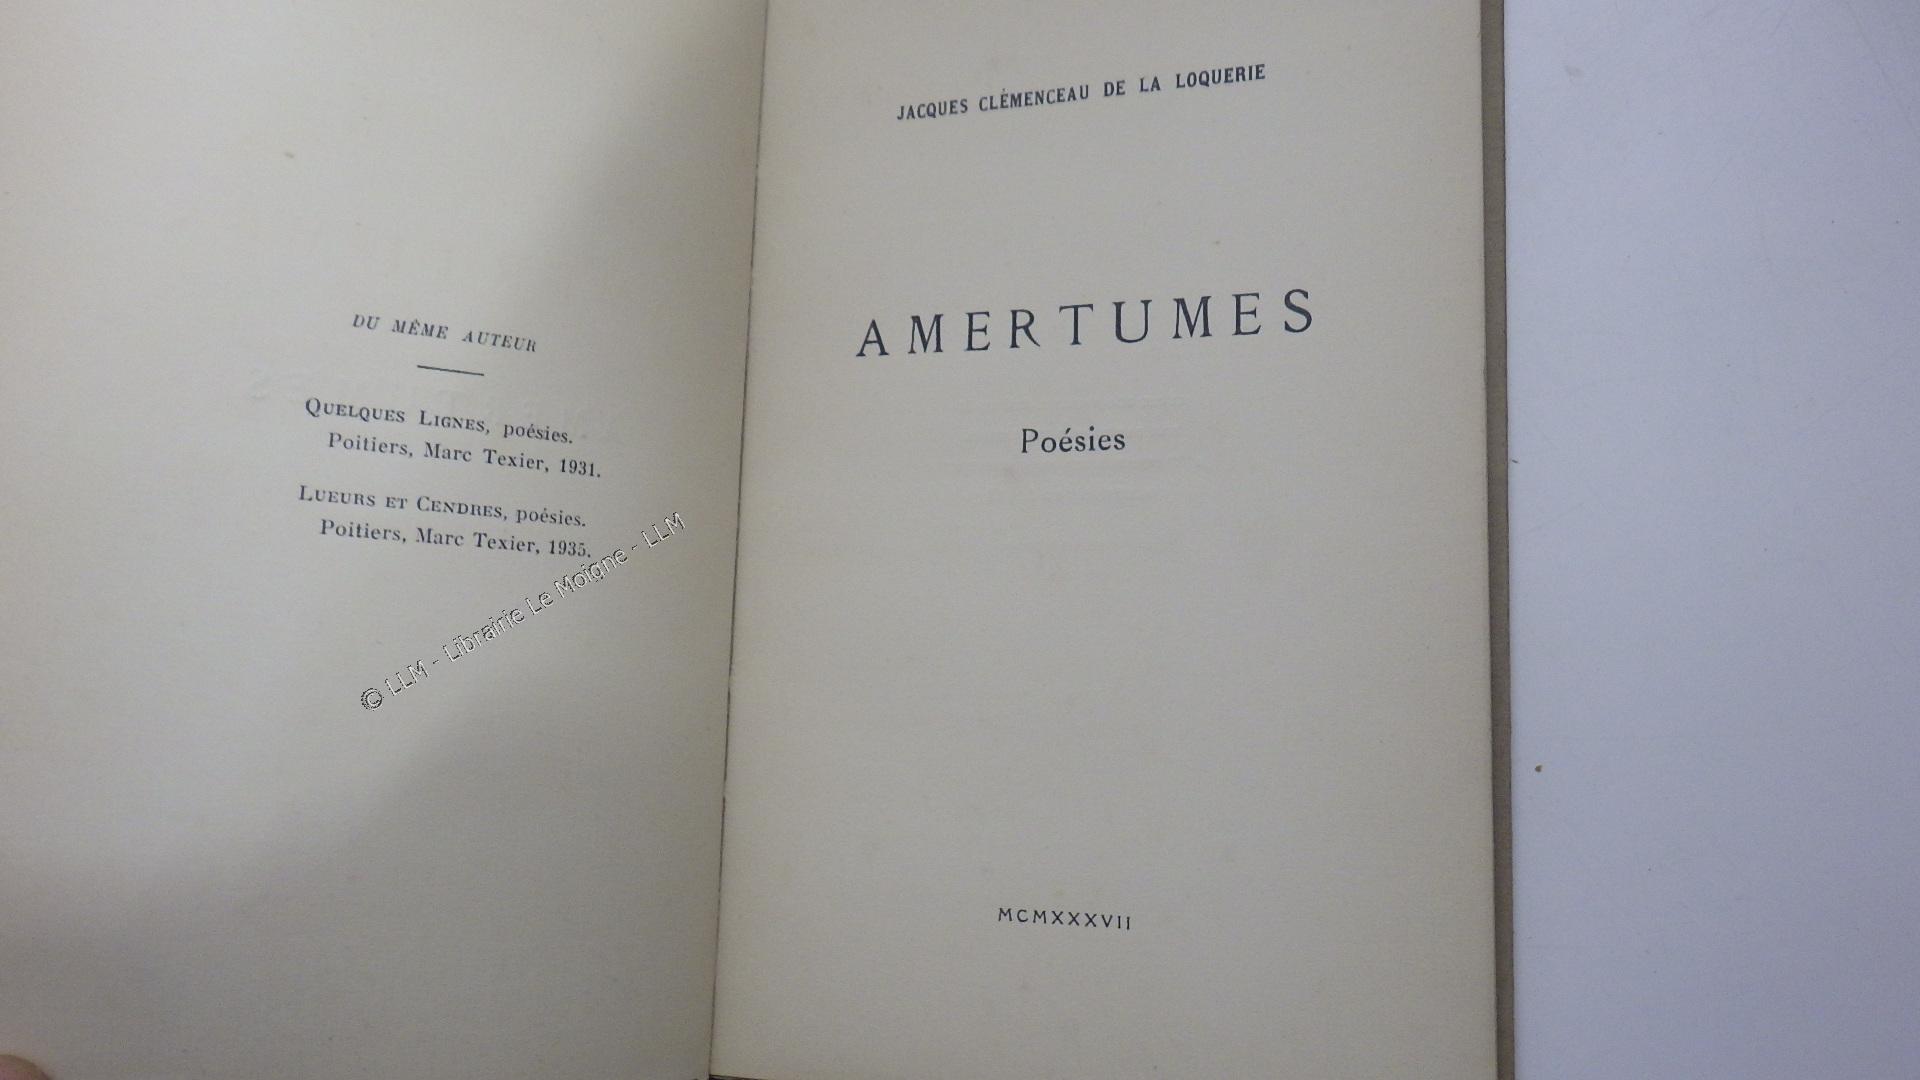 DU MÊME AUTEUR
QUELQUES LIGNES, poésies.
Poitiers, Marc Texier, 1931.
LUEURS ET CENDRES, poésies.
Poitiers, Marc Texier, 1935.
© LLM - Librairie Le Moigne - LLM
JACQUES CLÉMENCEAU DE LA LOQUERIE
AMERTUMES
Poésies
MCMXXXVII